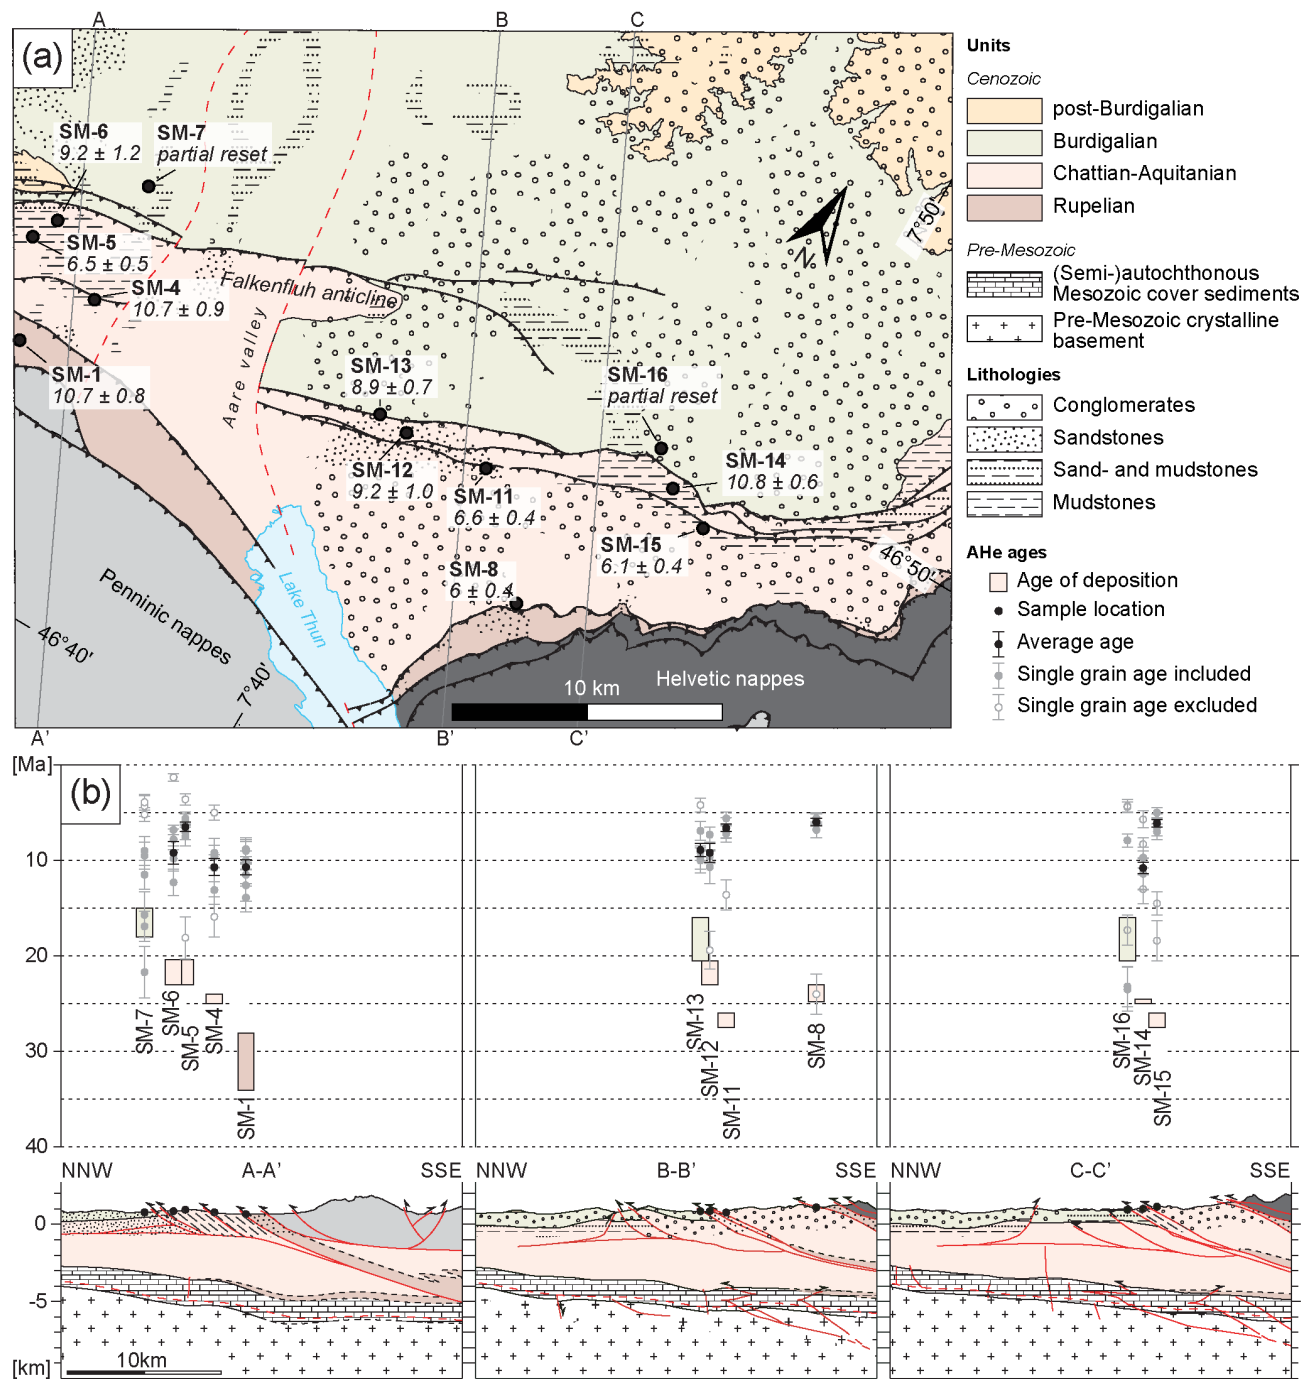 A
B
C
(a)
SM-6
9.2 ± 1.2
SM-7
partial reset
SM-5
6.5 ± 0.5
SM-4
10.7 ± 0.9
Falkenfluh anticline
Aare valley
SM-1
10.7 ± 0.8
SM-13
8.9 ± 0.7
SM-16
partial reset
SM-12
9.2 ± 1.0
SM-11
6.6 ± 0.4
SM-14
10.8 ± 0.6
SM-15
6.1 ± 0.4
SM-8
6 ± 0.4
N
7°50'
46°50'
Lake Thun
Penninic nappes
46°40'
7°40'
10 km
Helvetic nappes
A'
B'
C'
Units
Cenozoic
post-Burdigalian
Burdigalian
Chattian-Aquitanian
Rupelian
Pre-Mesozoic
(Semi-)autochthonous
Mesozoic cover sediments
Pre-Mesozoic crystalline
basement
Lithologies
Conglomerates
Sandstones
Sand- and mudstones
Mudstones
AHe ages
Age of deposition
Sample location
Average age
Single grain age included
Single grain age excluded
[Ma]
(b)
10
20
30
40
SM-7
SM-6
SM-5
SM-4
SM-1
SM-13
SM-12
SM-11
SM-8
SM-16
SM-14
SM-15
NNW
A-A'
SSE
NNW
B-B'
SSE
NNW
C-C'
SSE
0
-5
[km]
10km